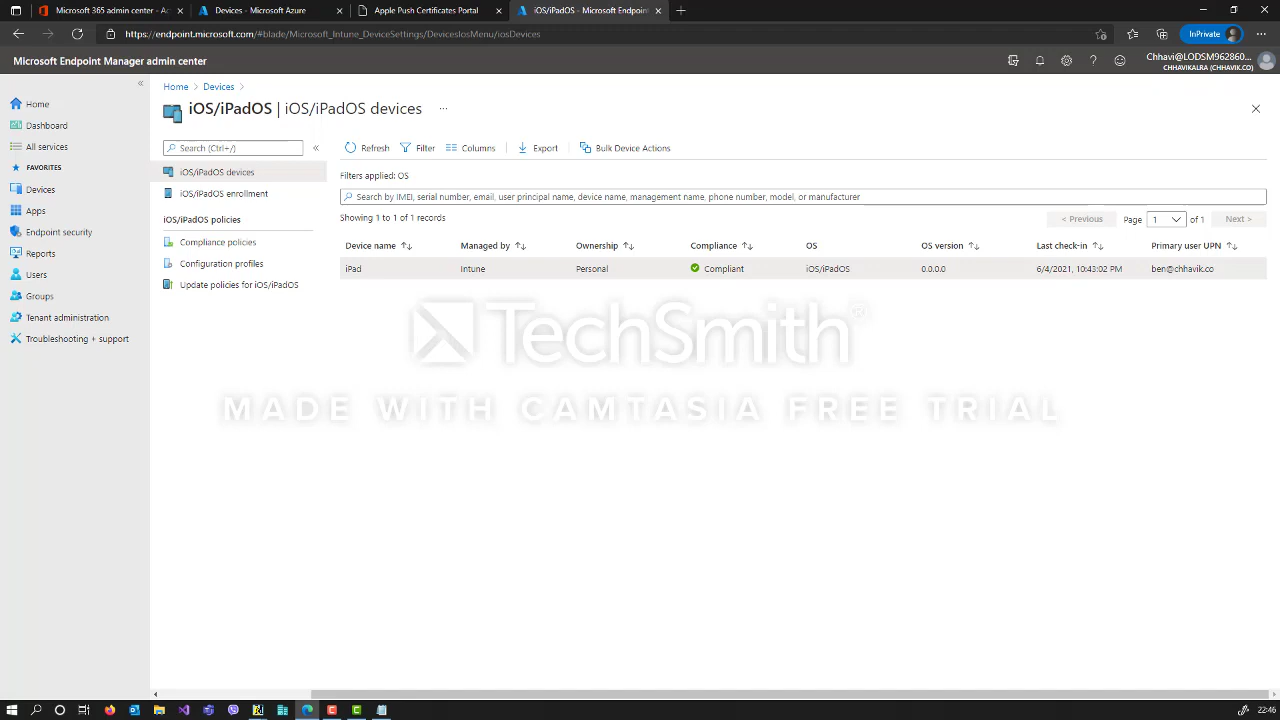 Microsoft 365 admin center - Ac
Devices - Microsoft Azure
Apple Push Certificates Portal
iOS/iPadOS - Microsoft Endpoin
https://endpoint.microsoft.com/#blade/Microsoft_Intune_DeviceSettings/DevicesIosMenu/iosDevices
InPrivate
Microsoft Endpoint Manager admin center
Chhavi@LODSM962860...
CHHAVIKALRA (CHHAVIK.CO)
Home
Dashboard
All services
FAVORITES
Devices
Apps
Endpoint security
Reports
Users
Groups
Tenant administration
Troubleshooting + support
Home > Devices >
iOS/iPadOS | iOS/iPadOS devices ...
Search (Ctrl+/)
iOS/iPadOS devices
iOS/iPadOS enrollment
iOS/iPadOS policies
Compliance policies
Configuration profiles
Update policies for iOS/iPadOS
Refresh Filter Columns Export Bulk Device Actions
Filters applied: OS
Search by IMEI, serial number, email, user principal name, device name, management name, phone number, model, or manufacturer
Showing 1 to 1 of 1 records
< Previous Page 1 of 1 Next >
Device name Managed by Ownership Compliance OS OS version Last check-in Primary user UPN
iPad Intune Personal Compliant iOS/iPadOS 0.0.0.0 6/4/2021, 10:43:02 PM ben@chhavik.co
TechSmith®
MADE WITH CAMTASIA FREE TRIAL
22:46